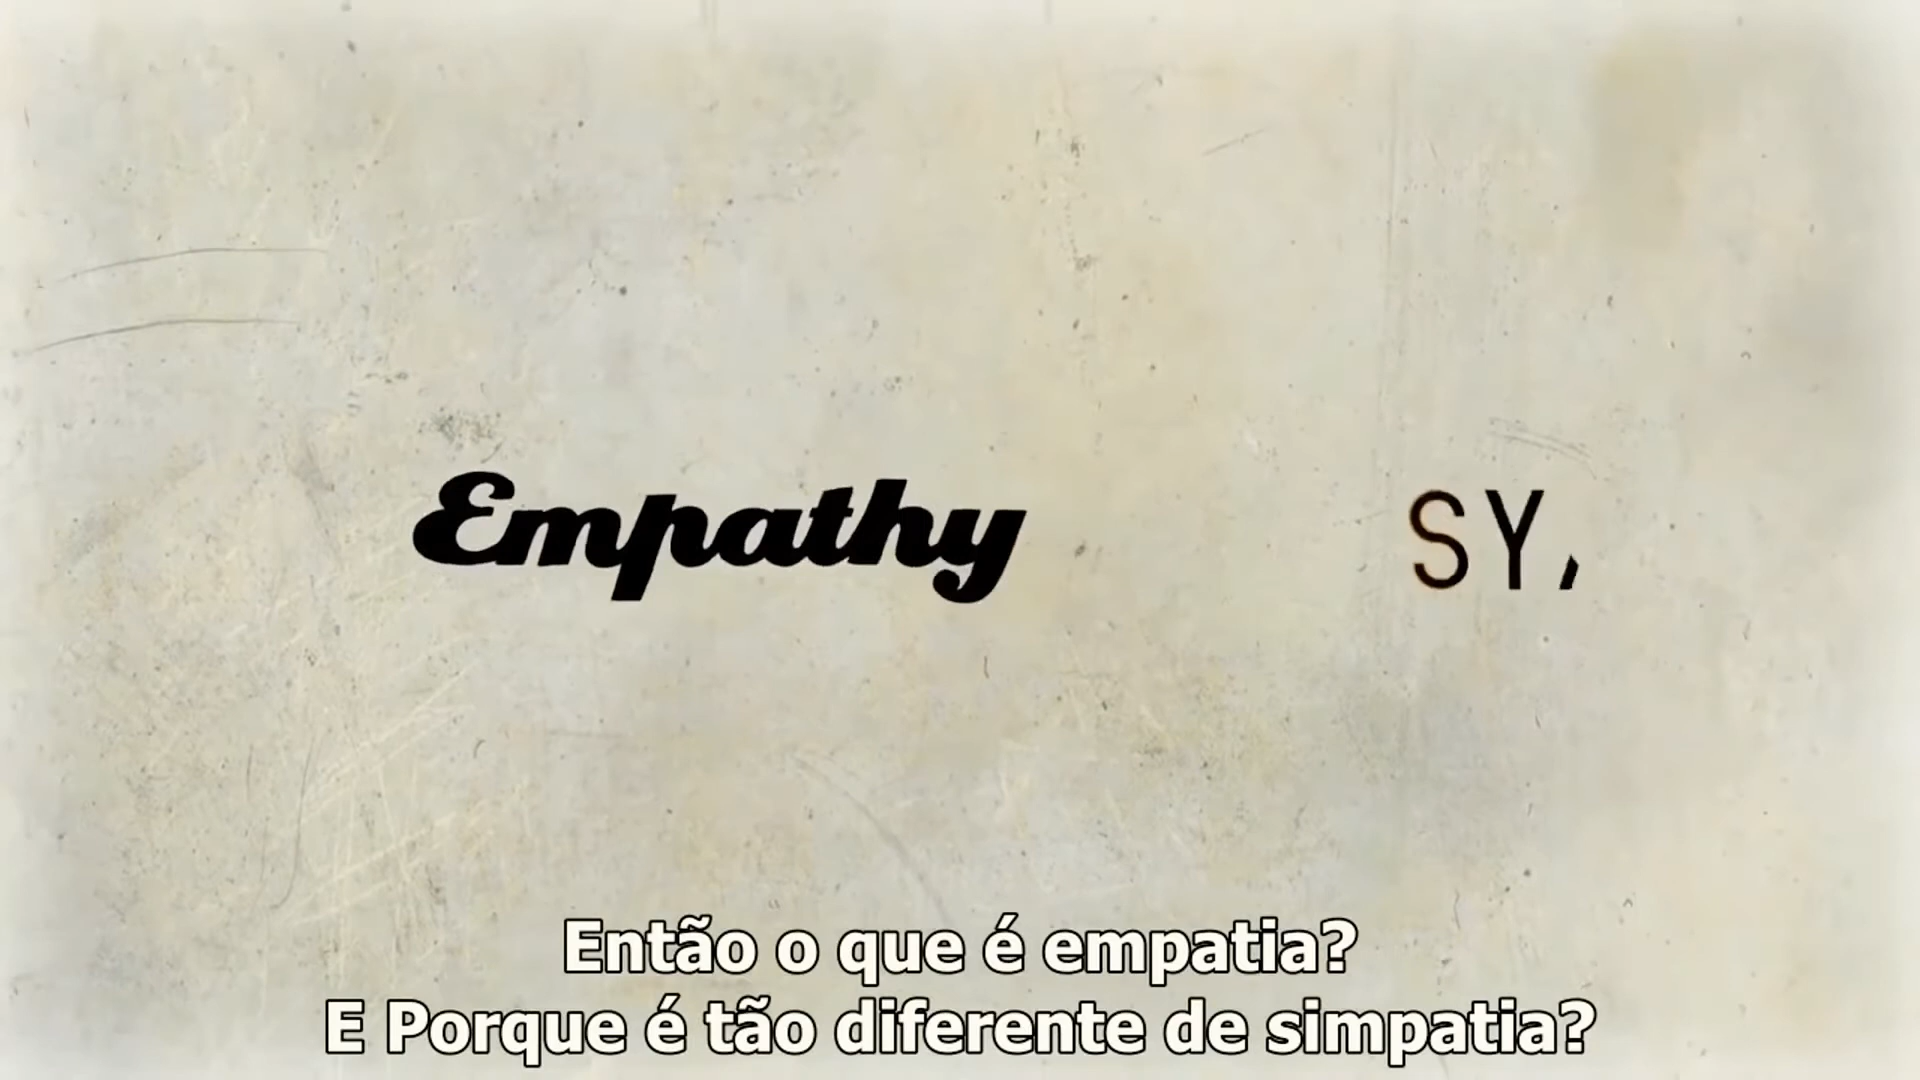 Empathy SY
Então o que é empatia?
E Porque é tão diferente de simpatia?